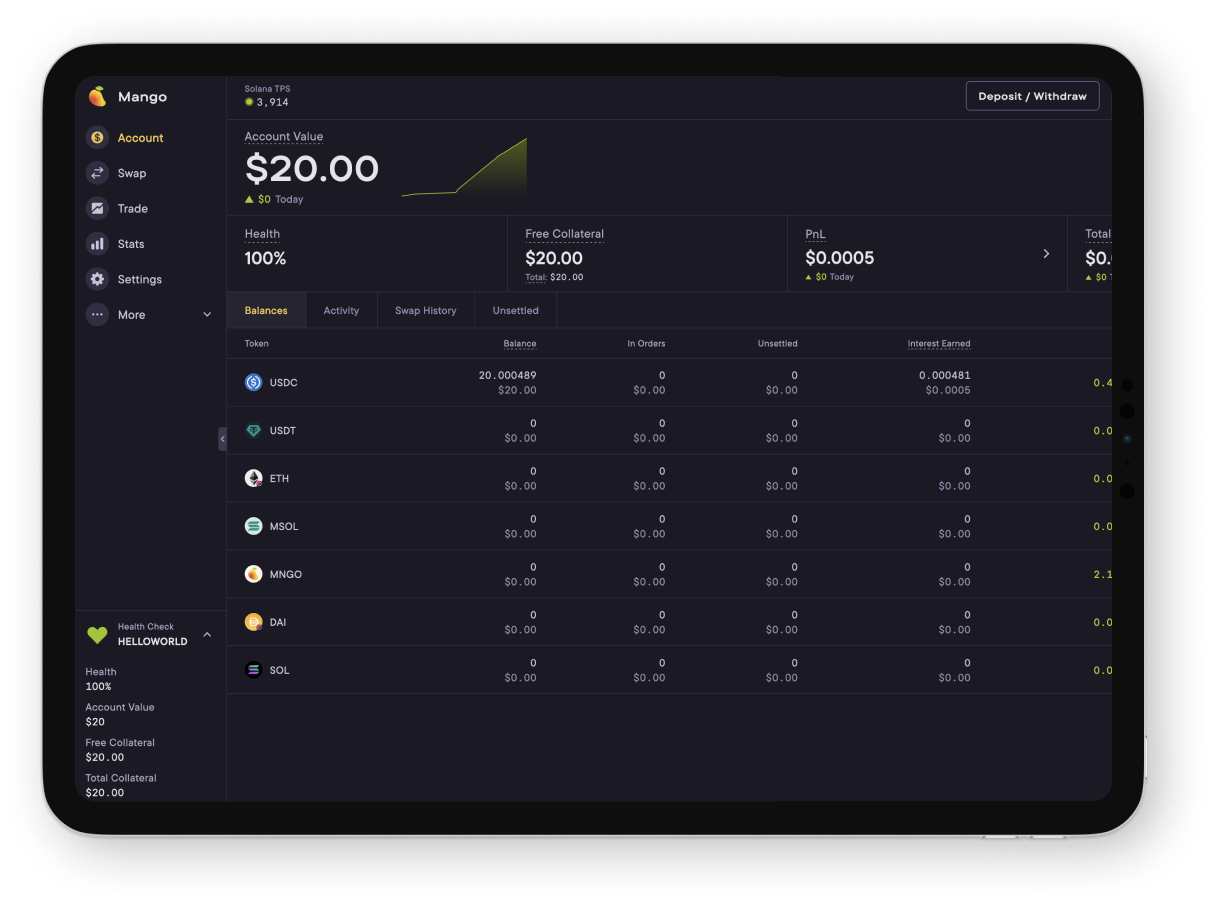 Mango
Solana TPS
3,914
Deposit / Withdraw
Account
Swap
Trade
Stats
Settings
More
Account Value
$20.00
$0 Today
Health
100%
Free Collateral
$20.00
Total: $20.00
PnL
$0.0005
$0 Today
Total
$0.
$0
Balances Activity Swap History Unsettled
Token Balance In Orders Unsettled Interest Earned
USDC 20.000489 0 0 0.000481 0.4
$20.00 $0.00 $0.00 $0.0005
USDT 0 0 0 0 0.0
$0.00 $0.00 $0.00 $0.00
ETH 0 0 0 0 0.0
$0.00 $0.00 $0.00 $0.00
MSOL 0 0 0 0 0.0
$0.00 $0.00 $0.00 $0.00
MNGO 0 0 0 0 2.1
$0.00 $0.00 $0.00 $0.00
DAI 0 0 0 0 0.0
$0.00 $0.00 $0.00 $0.00
SOL 0 0 0 0 0.0
$0.00 $0.00 $0.00 $0.00
Health Check
HELLOWORLD
Health
100%
Account Value
$20
Free Collateral
$20.00
Total Collateral
$20.00